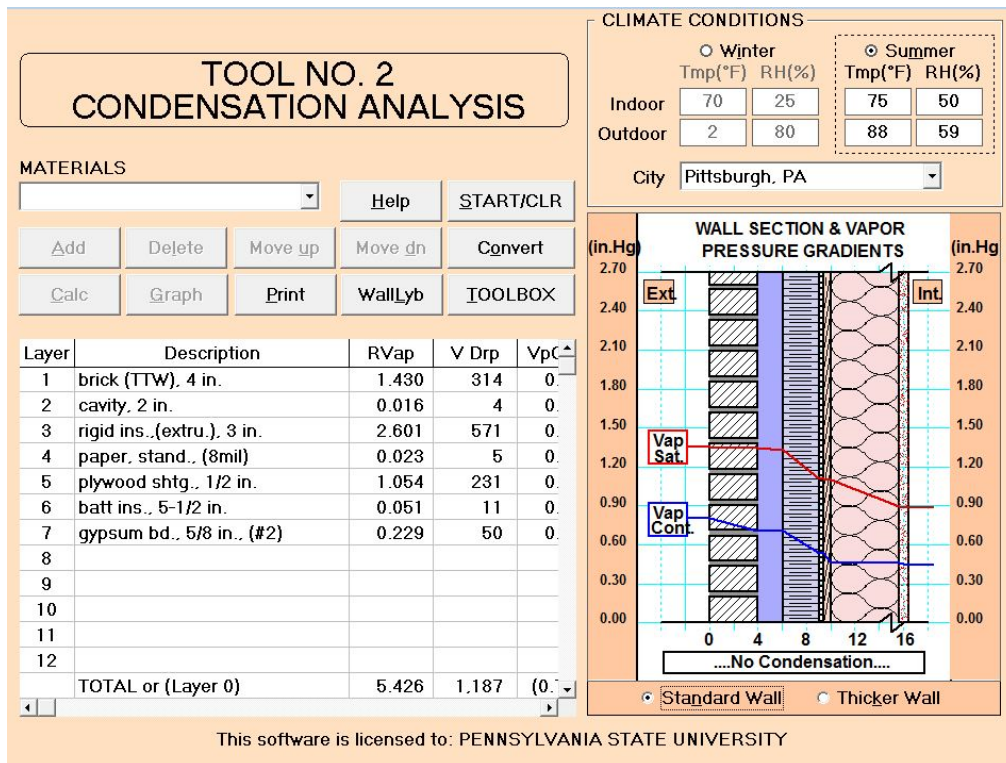 TOOL NO. 2
CONDENSATION ANALYSIS
MATERIALS
Help START/CLR
Add Delete Move up Move dn Convert
Calc Graph Print WallLyb TOOLBOX
CLIMATE CONDITIONS
Winter Summer
Tmp(°F) RH(%) Tmp(°F) RH(%)
Indoor 70 25 75 50
Outdoor 2 80 88 59
City Pittsburgh, PA
Layer Description RVap V Drp VpC
1 brick (TTW), 4 in. 1.430 314 0.
2 cavity, 2 in. 0.016 4 0.
3 rigid ins.,(extru.), 3 in. 2.601 571 0.
4 paper, stand., (8mil) 0.023 5 0.
5 plywood shtg., 1/2 in. 1.054 231 0.
6 batt ins., 5-1/2 in. 0.051 11 0.
7 gypsum bd., 5/8 in., (#2) 0.229 50 0.
8
9
10
11
12
TOTAL or (Layer 0) 5.426 1,187 (0.
WALL SECTION & VAPOR
(in.Hg) PRESSURE GRADIENTS (in.Hg
2.70 2.70
Ext. Int.
2.40 2.40
2.10 2.10
1.80 1.80
1.50 1.50
Vap
Sat.
1.20 1.20
0.90 0.90
Vap
Cont.
0.60 0.60
0.30 0.30
0.00 0.00
0 4 8 12 16
....No Condensation....
Standard Wall Thicker Wall
This software is licensed to: PENNSYLVANIA STATE UNIVERSITY